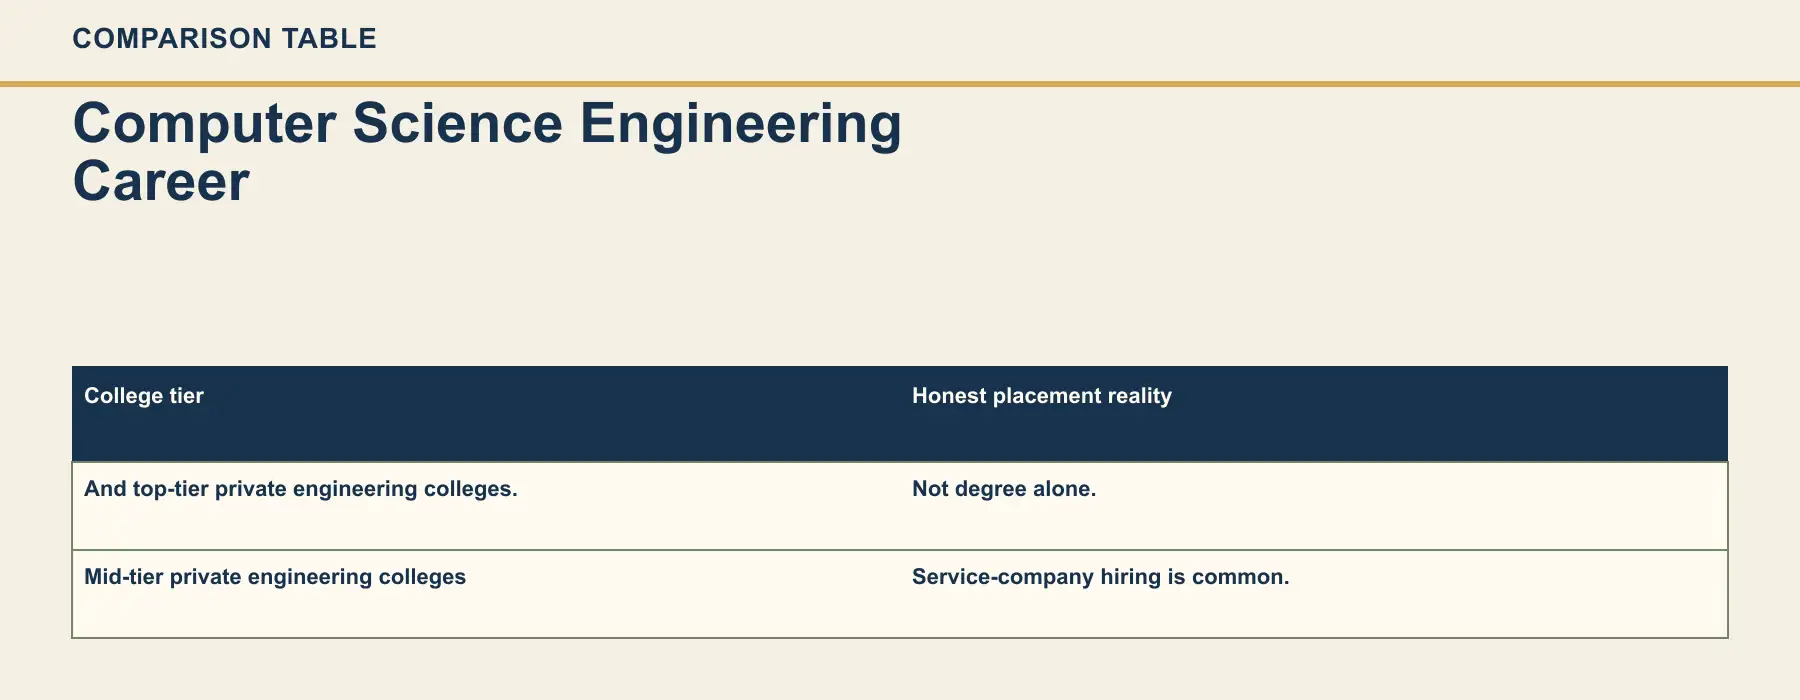 COMPARISON TABLE
Computer Science Engineering
Career
College tier
Honest placement reality
And top-tier private engineering colleges.
Not degree alone.
Mid-tier private engineering colleges
Service-company hiring is common.